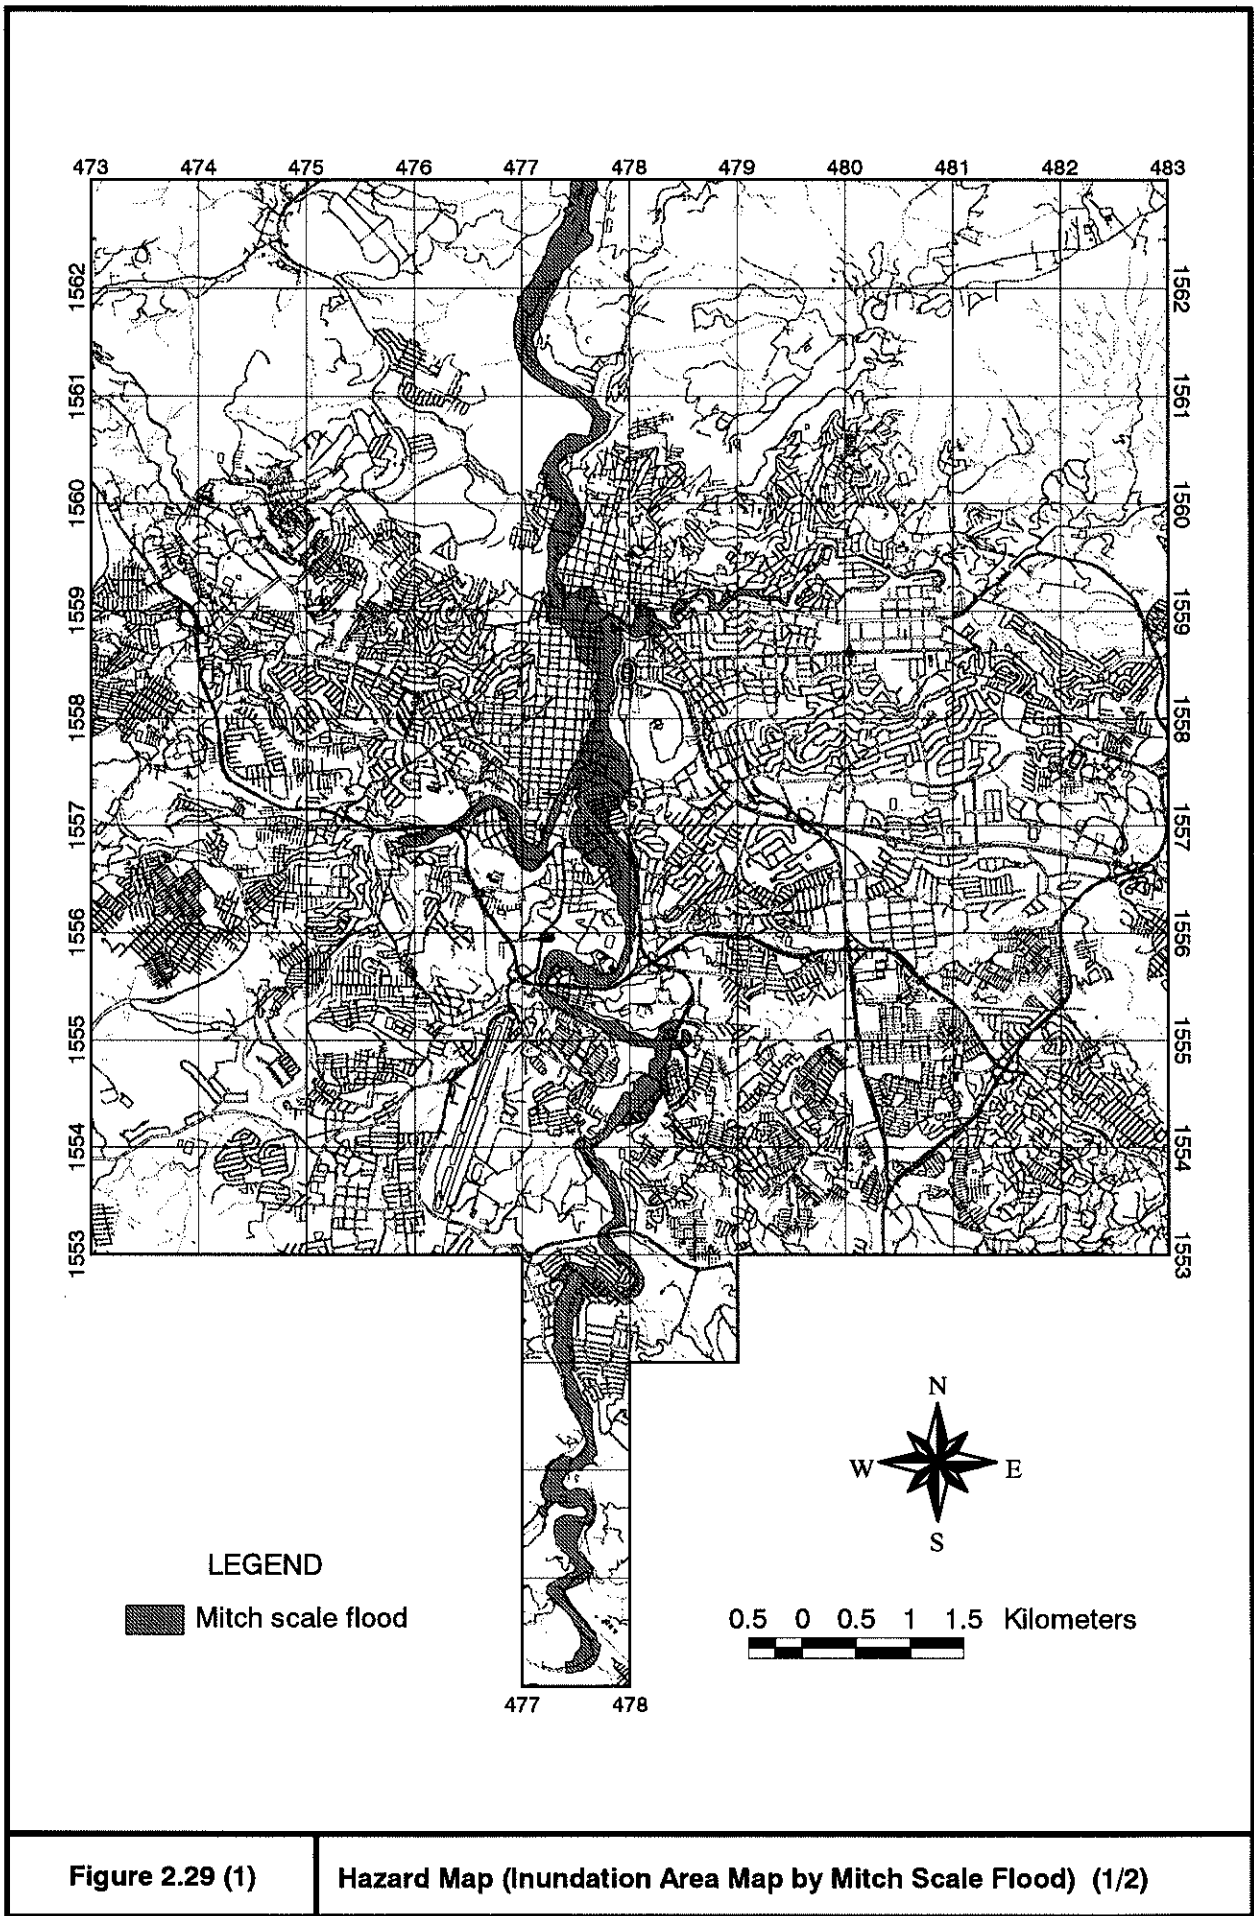 473 474 475 476 477 478 479 480 481 482 483
1562 1562
1561 1561
1560 1560
1559 1559
1558 1558
1557 1557
1556 1556
1555 1555
1554 1554
1553 1553
N
W E
S
LEGEND
Mitch scale flood
0.5 0 0.5 1 1.5 Kilometers
477 478
Figure 2.29 (1) Hazard Map (Inundation Area Map by Mitch Scale Flood) (1/2)